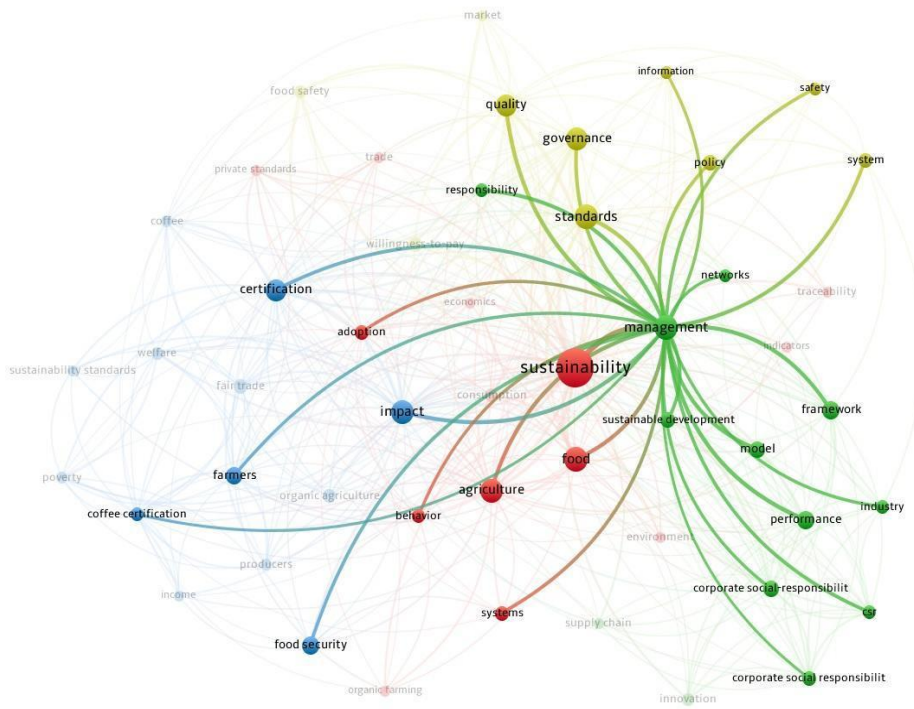 market
information
safety
food safety
quality
governance
trade
policy
system
private standards
responsibility
standards
coffee
willingness-to-pay
networks
certification
traceability
economics
adoption
management
indicators
welfare
sustainability standards
sustainability
fair trade
consumption
impact
framework
sustainable development
model
food
farmers
poverty
agriculture
organic agriculture
industry
coffee certification
behavior
performance
environment
producers
corporate social-responsibilit
income
systems
csr
supply chain
food security
corporate social responsibilit
organic farming
innovation